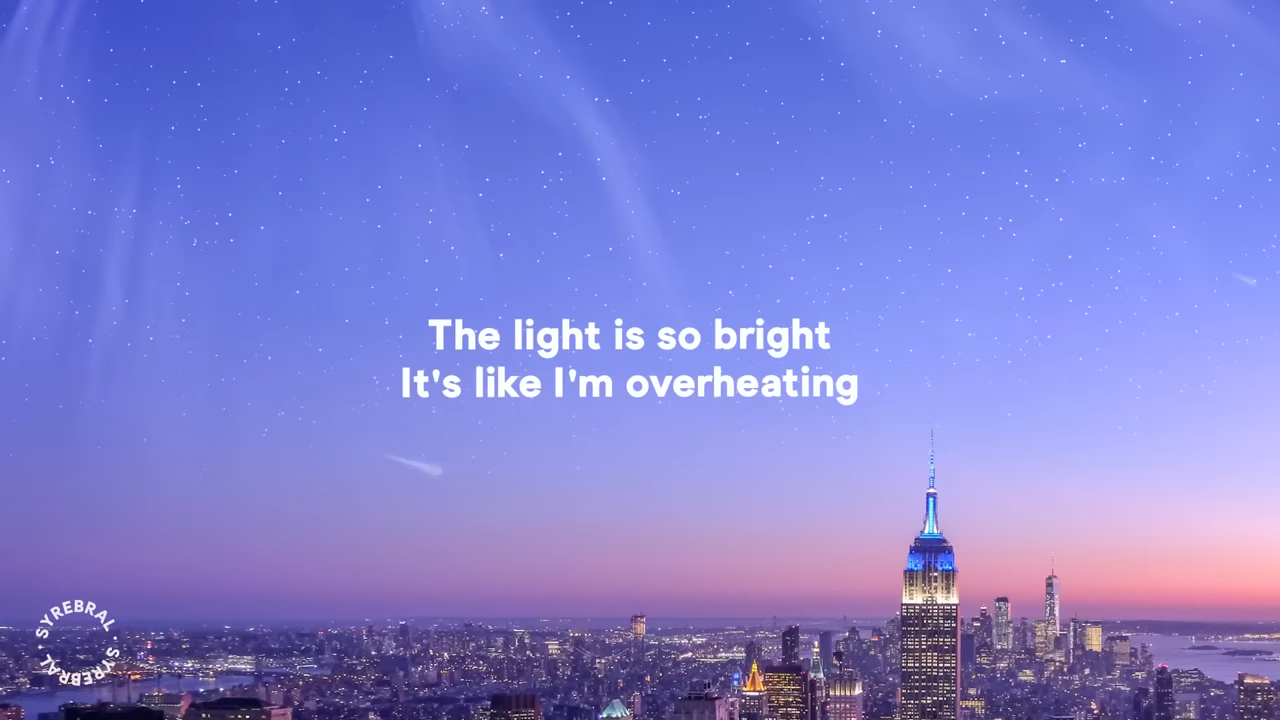 The light is so bright
It's like I'm overheating
SYREBRAL · SYREBRAL ·